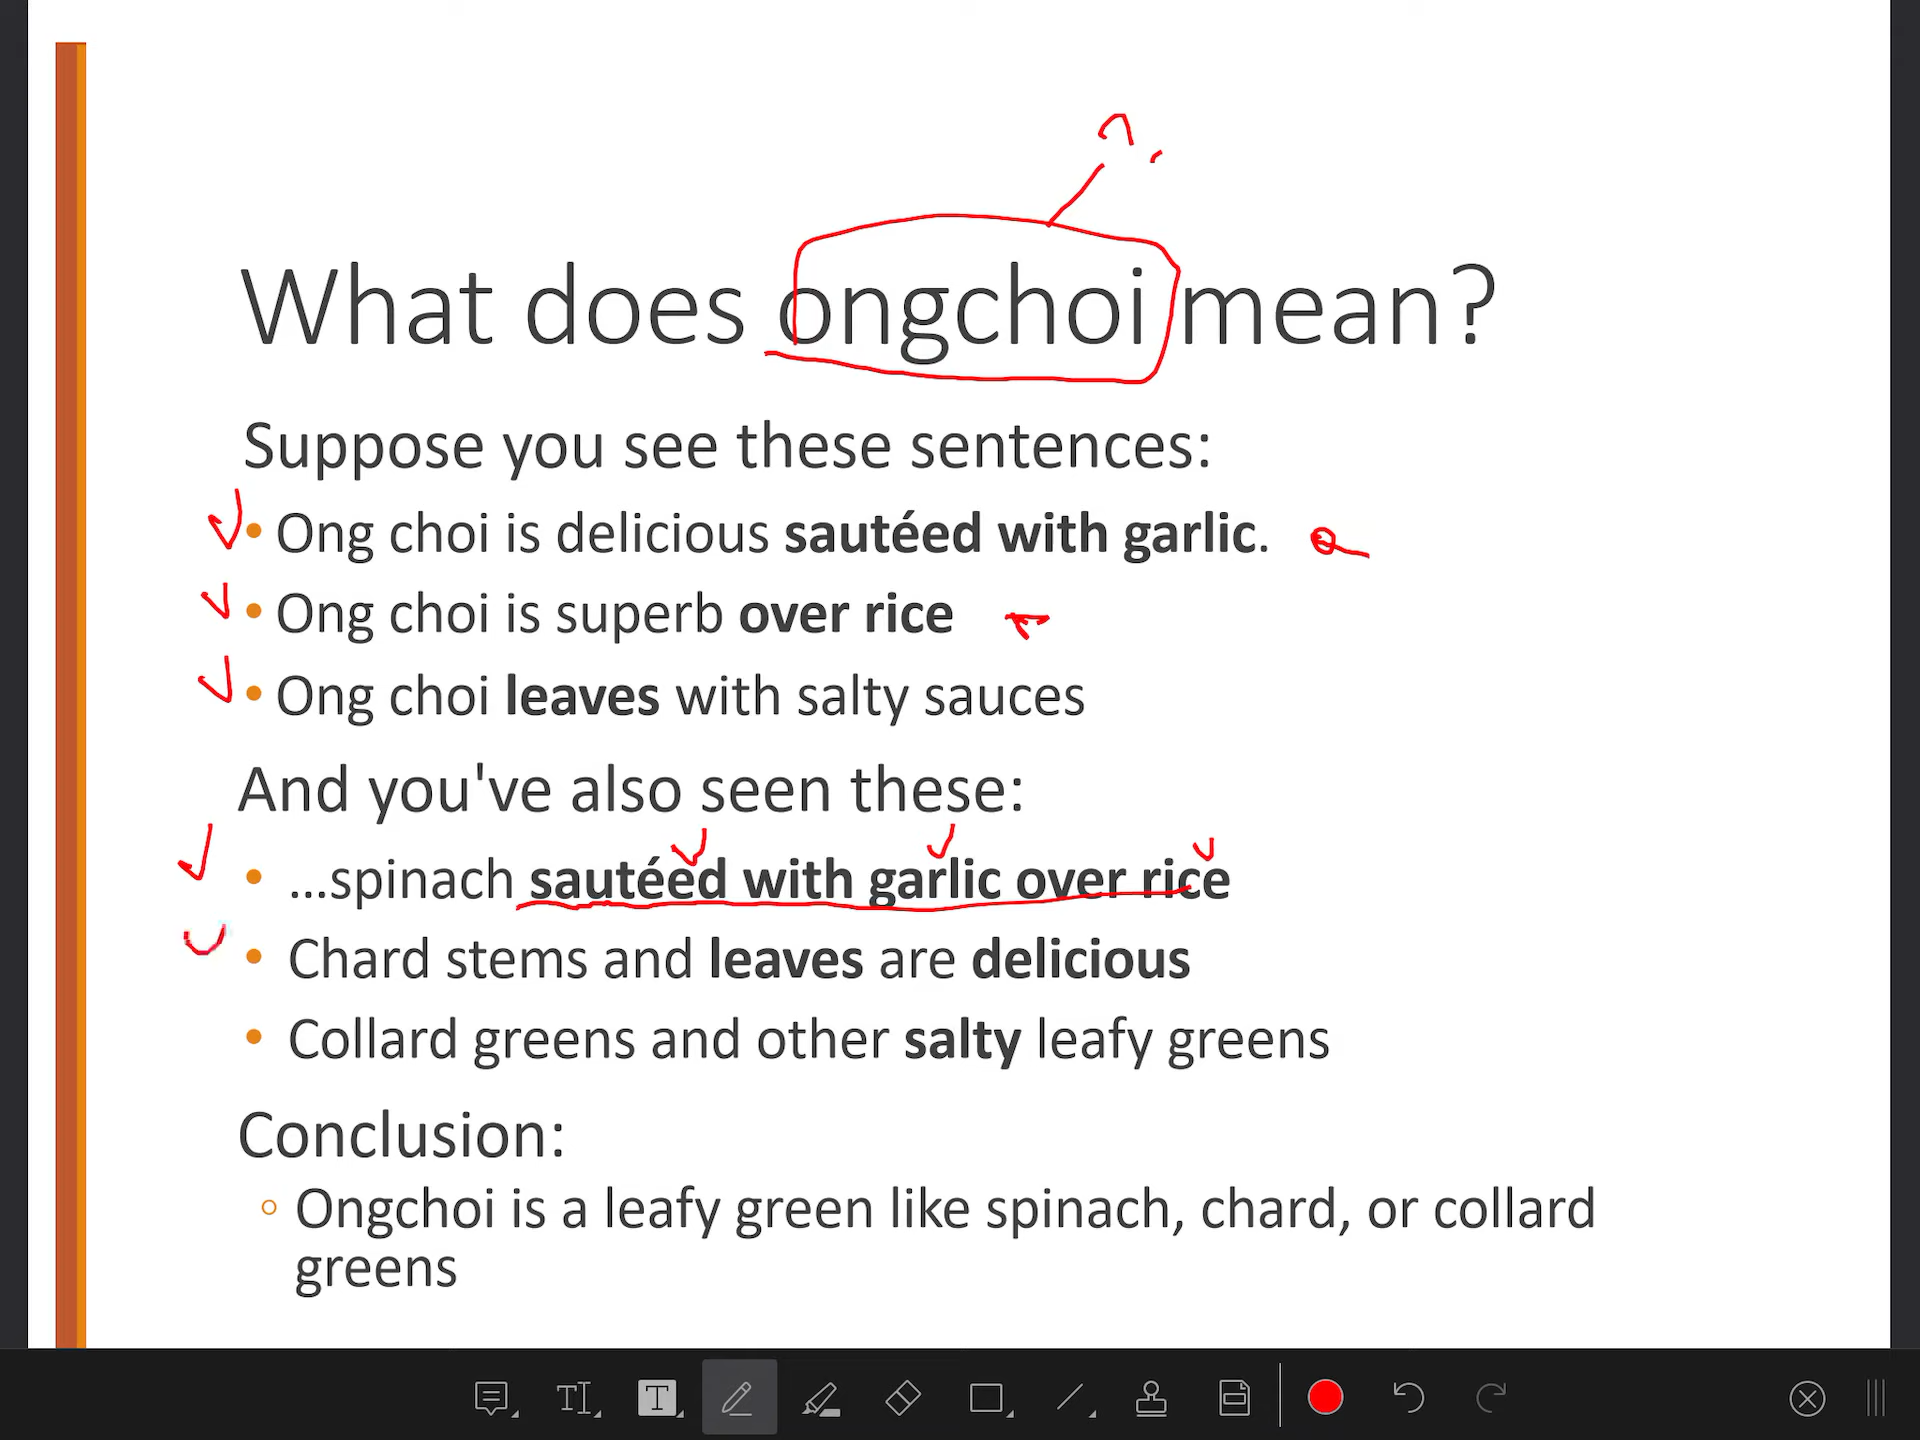 What does ongchoi mean?
Suppose you see these sentences:
• Ong choi is delicious sautéed with garlic.
• Ong choi is superb over rice
• Ong choi leaves with salty sauces
And you've also seen these:
• …spinach sautéed with garlic over rice
• Chard stems and leaves are delicious
• Collard greens and other salty leafy greens
Conclusion:
◦ Ongchoi is a leafy green like spinach, chard, or collard
greens